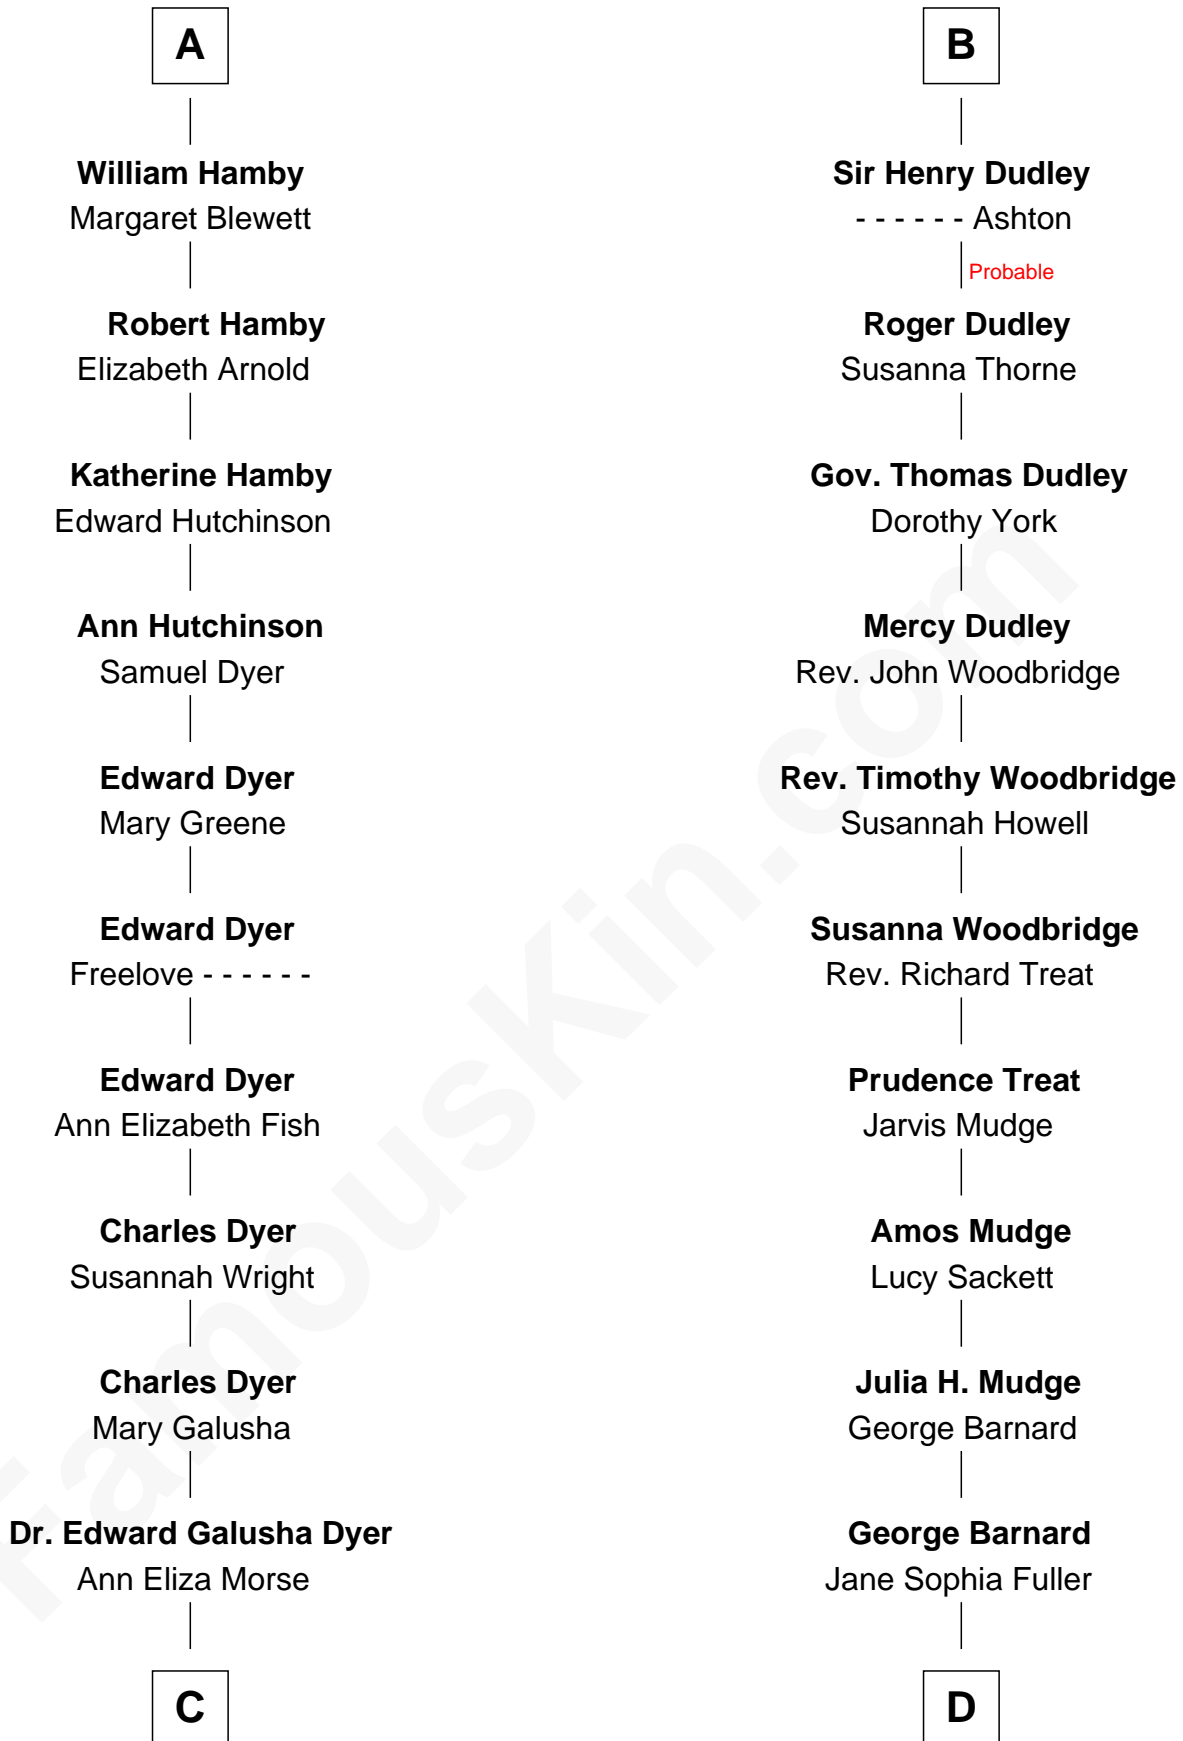 A
William Hamby
Margaret Blewett
Robert Hamby
Elizabeth Arnold
Katherine Hamby
Edward Hutchinson
Ann Hutchinson
Samuel Dyer
Edward Dyer
Mary Greene
Edward Dyer
Freelove - - - - - -
Edward Dyer
Ann Elizabeth Fish
Charles Dyer
Susannah Wright
Charles Dyer
Mary Galusha
Dr. Edward Galusha Dyer
Ann Eliza Morse
C
B
Sir Henry Dudley
- - - - - - Ashton
Probable
Roger Dudley
Susanna Thorne
Gov. Thomas Dudley
Dorothy York
Mercy Dudley
Rev. John Woodbridge
Rev. Timothy Woodbridge
Susannah Howell
Susanna Woodbridge
Rev. Richard Treat
Prudence Treat
Jarvis Mudge
Amos Mudge
Lucy Sackett
Julia H. Mudge
George Barnard
George Barnard
Jane Sophia Fuller
D
FamousKin.com